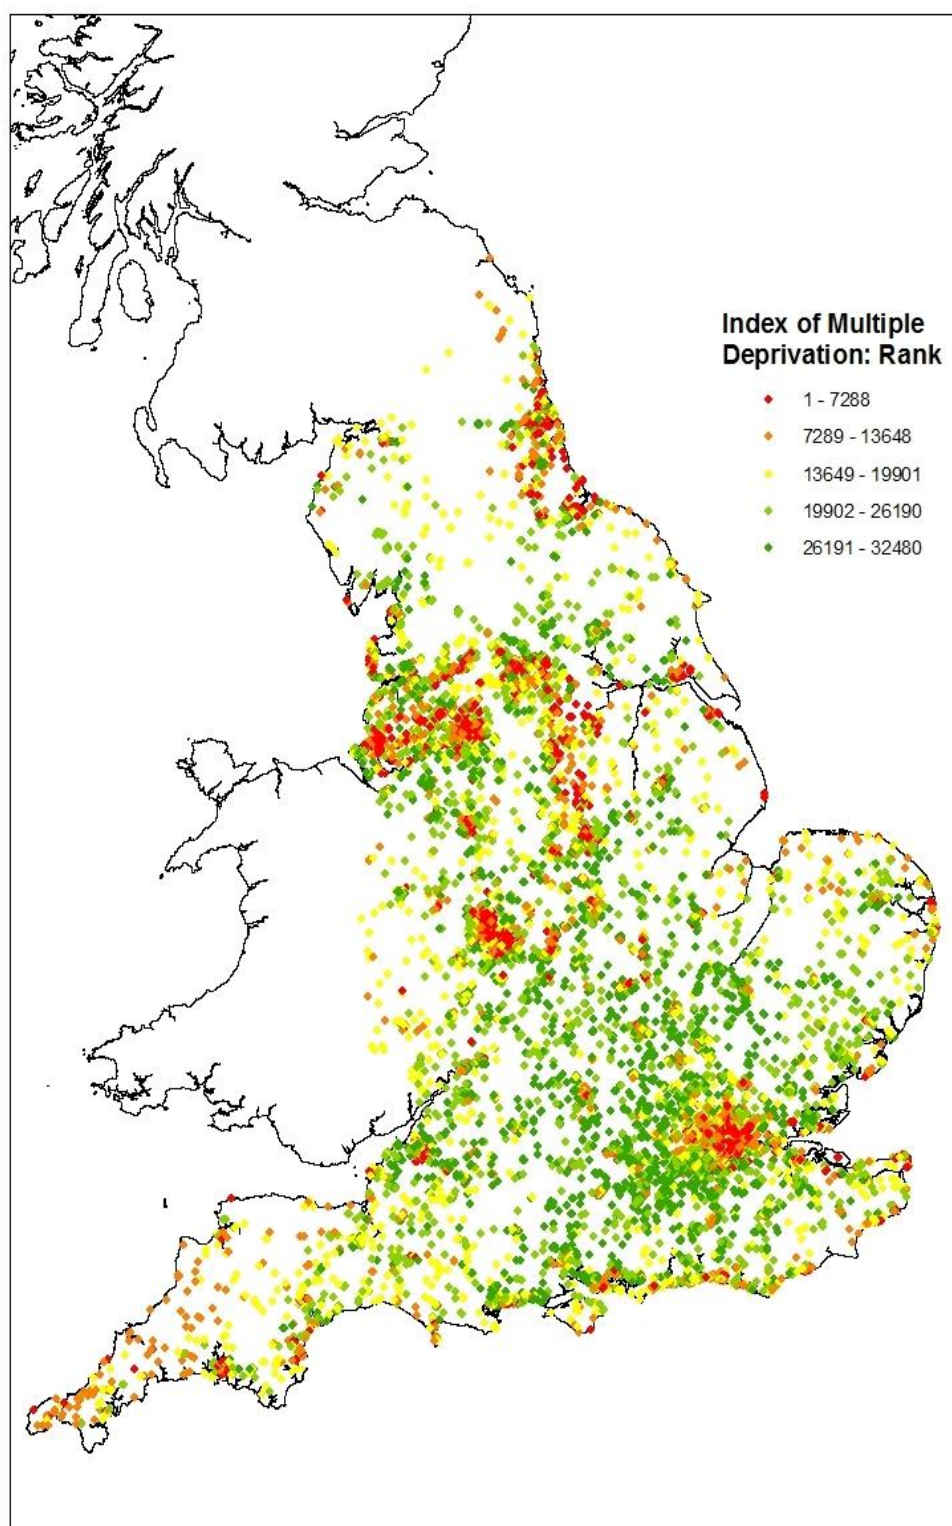 Index of Multiple
Deprivation: Rank
1 - 7288
7289 - 13648
13649 - 19901
19902 - 26190
26191 - 32480